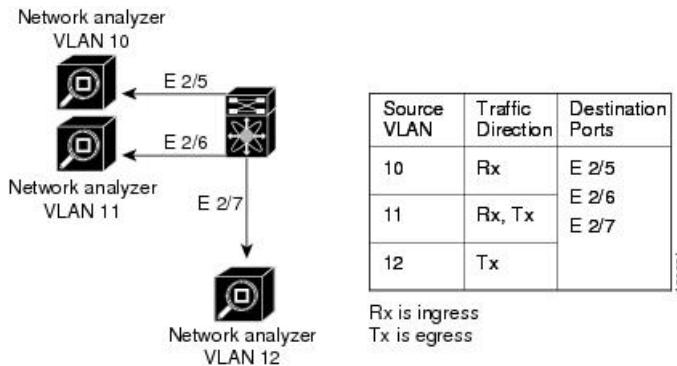 Network analyzer
VLAN 10
E 2/5
E 2/6
Network analyzer
VLAN 11
E 2/7
Network analyzer
VLAN 12
Source VLAN	Traffic Direction	Destination Ports
10	Rx	E 2/5
E 2/6
11	Rx, Tx
E 2/7
12	Tx
Rx is ingress
Tx is egress